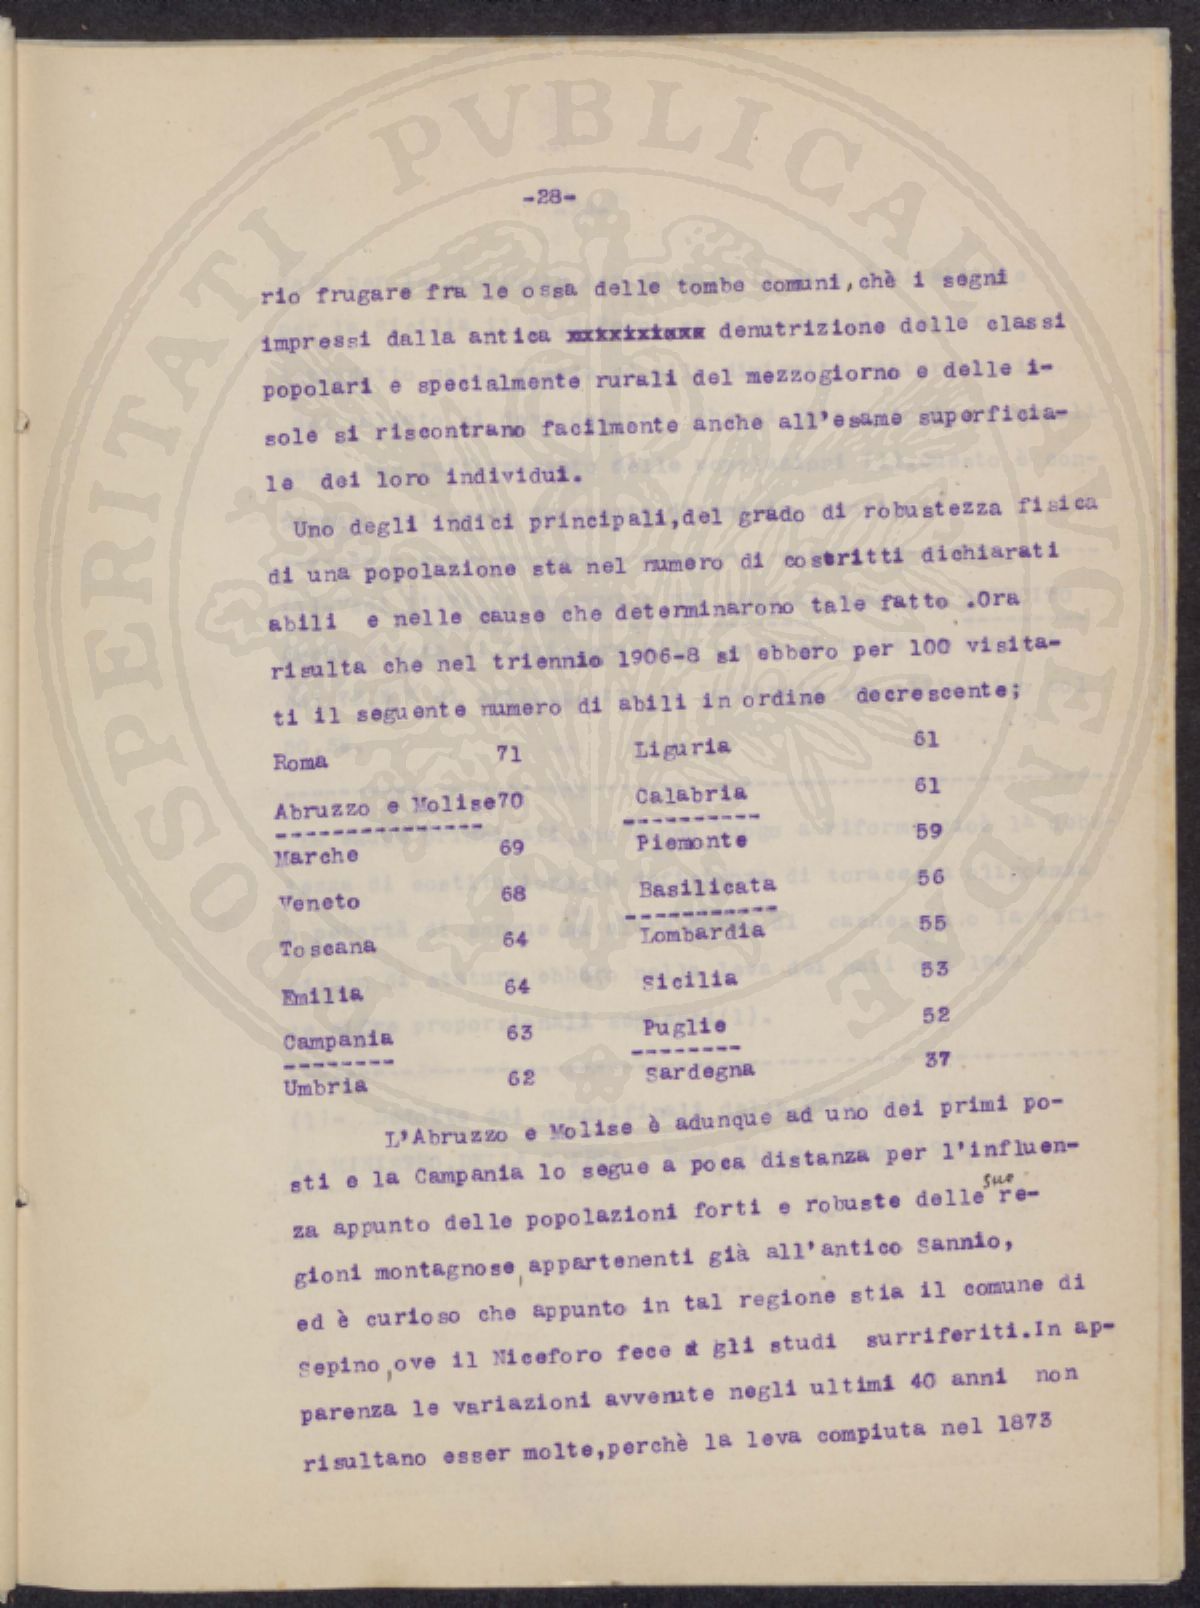 -28-
rio frugare fra le ossa delle tombe comuni,chè i segni
impressi dalla antica denutrizione delle classi
popolari e specialmente rurali del mezzogiorno e delle i-
sole si riscontrano facilmente anche all'esame superficia-
le dei loro individui.
Uno degli indici principali,del grado di robustezza fisica
di una popolazione sta nel numero di coscritti dichiarati
abili e nelle cause che determinarono tale fatto .Ora
risulta che nel triennio 1906-8 si ebbero per 100 visita-
ti il seguente numero di abili in ordine decrescente;
Roma 71 Liguria 61
Abruzzo e Molise70 Calabria 61
Marche 69 Piemonte 59
Veneto 68 Basilicata 56
Toscana 64 Lombardia 55
Emilia 64 Sicilia 53
Campania 63 Puglie 52
Umbria 62 Sardegna 37
L'Abruzzo e Molise è adunque ad uno dei primi po-
sti e la Campania lo segue a poca distanza per l'influen-
za appunto delle popolazioni forti e robuste delle sue re-
gioni montagnose, appartenenti già all'antico Sannio,
ed è curioso che appunto in tal regione stia il comune di
Sepino,ove il Niceforo fece gli studi surriferiti.In ap-
parenza le variazioni avvenute negli ultimi 40 anni non
risultano esser molte,perchè la leva compiuta nel 1873
PROSPERITATI PVBLICAE AVGENDAE